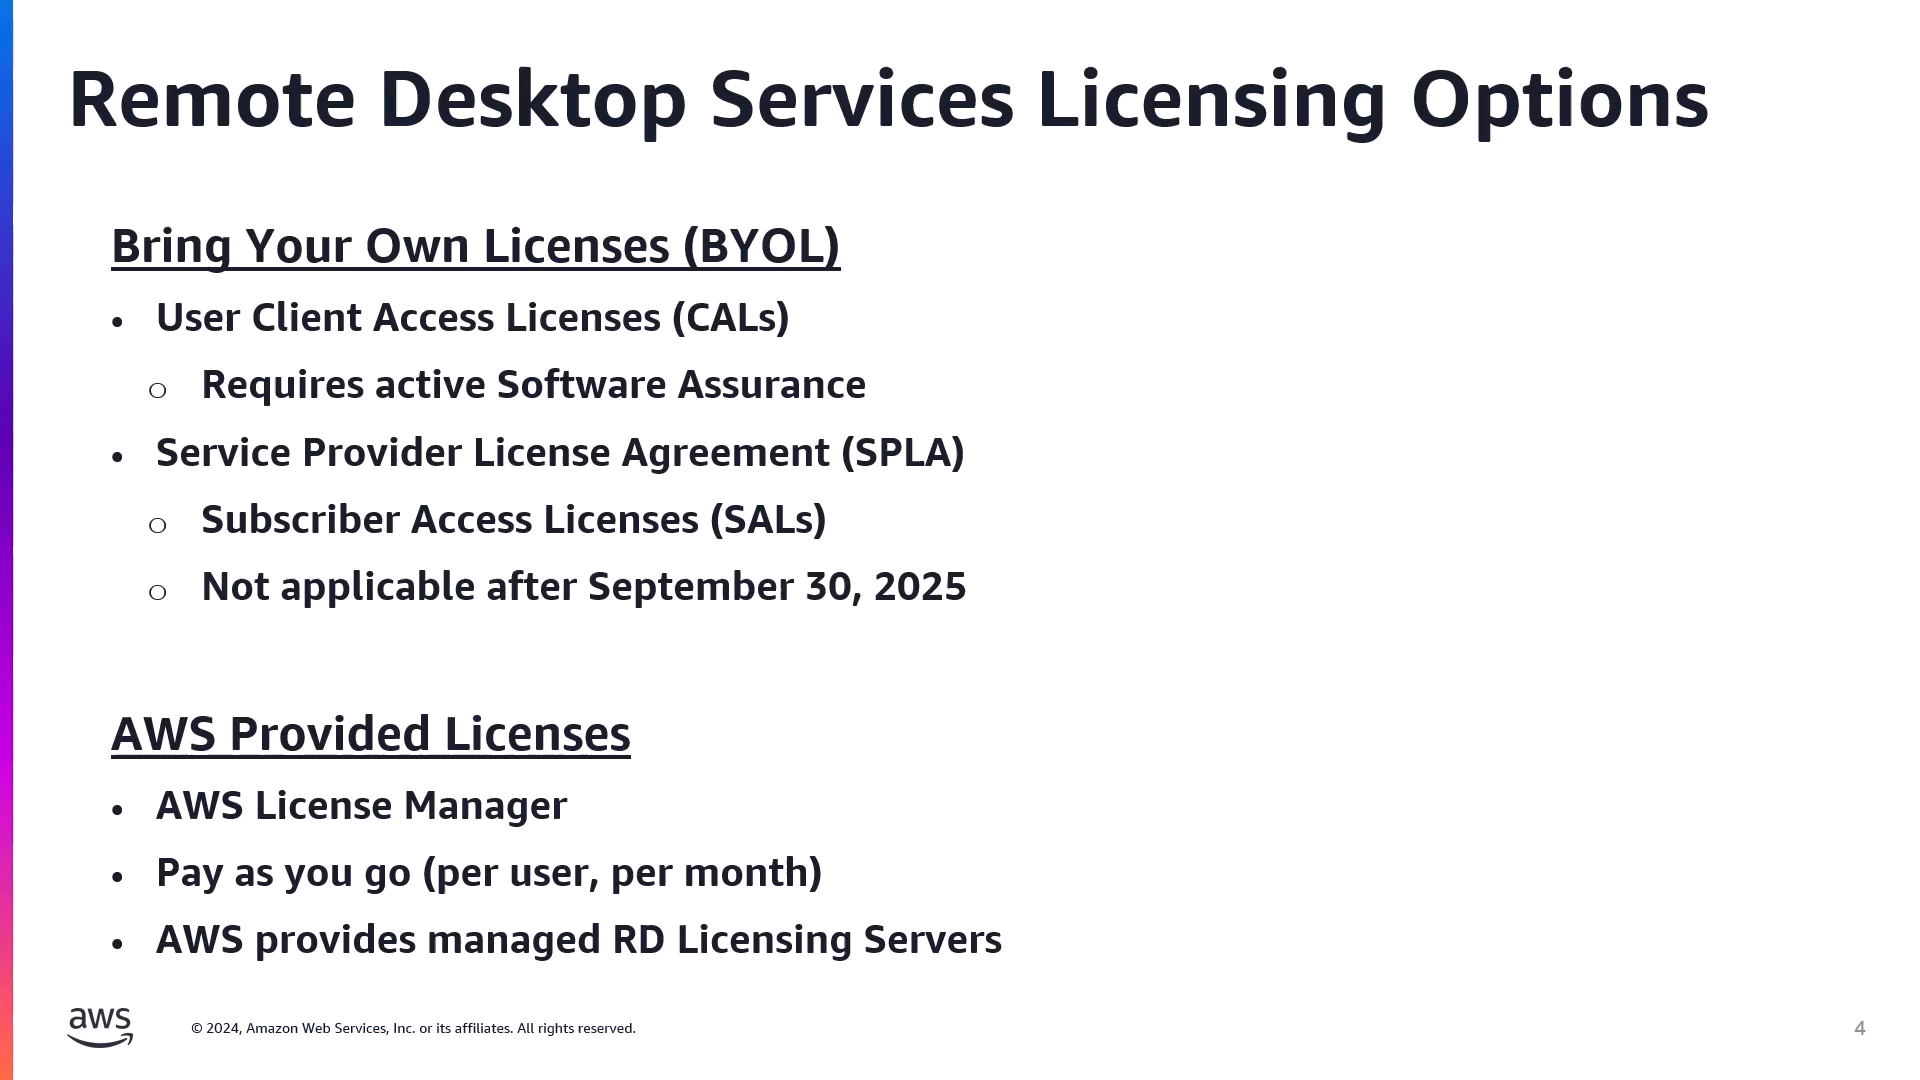 Remote Desktop Services Licensing Options
Bring Your Own Licenses (BYOL)
• User Client Access Licenses (CALs)
o Requires active Software Assurance
• Service Provider License Agreement (SPLA)
o Subscriber Access Licenses (SALs)
o Not applicable after September 30, 2025
AWS Provided Licenses
• AWS License Manager
• Pay as you go (per user, per month)
• AWS provides managed RD Licensing Servers
aws
© 2024, Amazon Web Services, Inc. or its affiliates. All rights reserved.
4